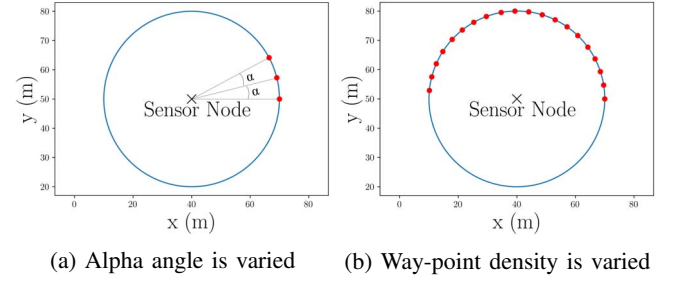 80
70
60
50
40
30
20
y (m)
α
α
Sensor Node
0 20 40 60 80
x (m)
(a) Alpha angle is varied
80
70
60
50
40
30
20
y (m)
Sensor Node
0 20 40 60 80
x (m)
(b) Way-point density is varied